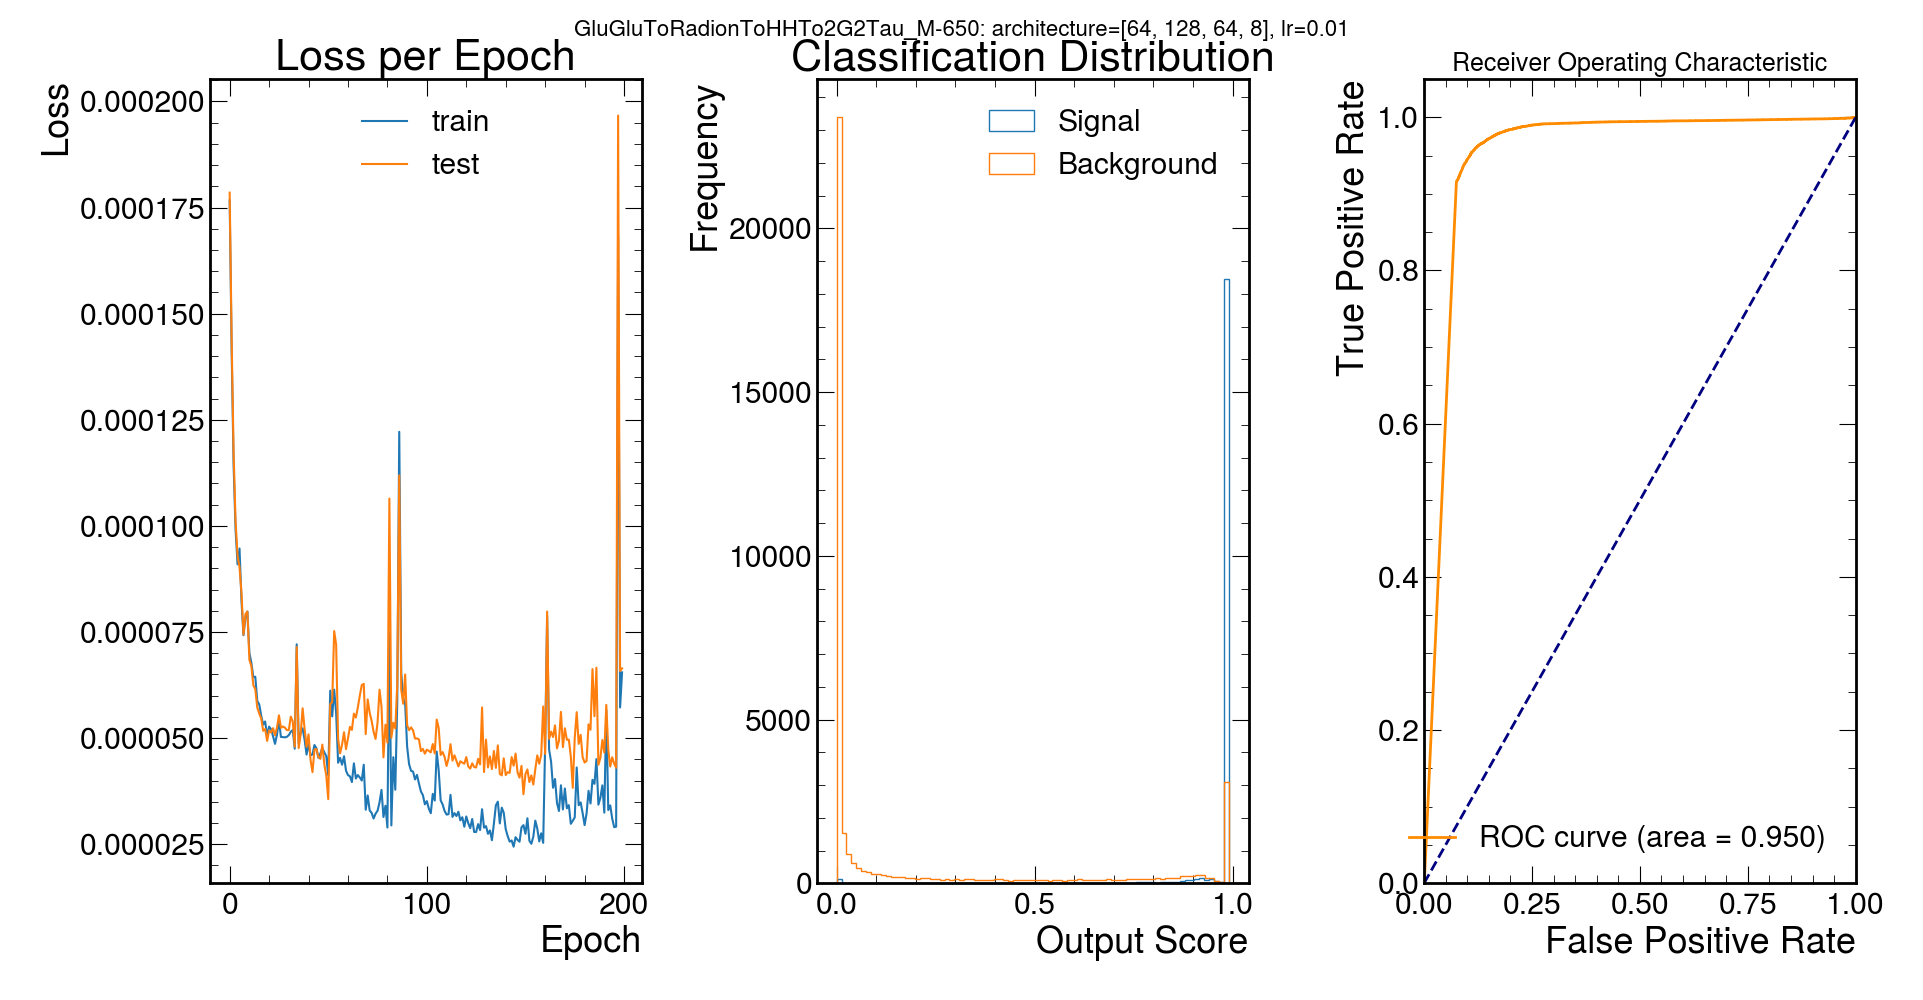 GluGluToRadionToHHTo2G2Tau_M-650: architecture=[64, 128, 64, 8], lr=0.01
Loss per Epoch
Loss
0.000200
0.000175
0.000150
0.000125
0.000100
0.000075
0.000050
0.000025
0
100
200
Epoch
train
test
Classification Distribution
Frequency
20000
15000
10000
5000
0
0.0
0.5
1.0
Output Score
Signal
Background
Receiver Operating Characteristic
True Positive Rate
1.0
0.8
0.6
0.4
0.2
0.0
0.00
0.25
0.50
0.75
1.00
False Positive Rate
ROC curve (area = 0.950)